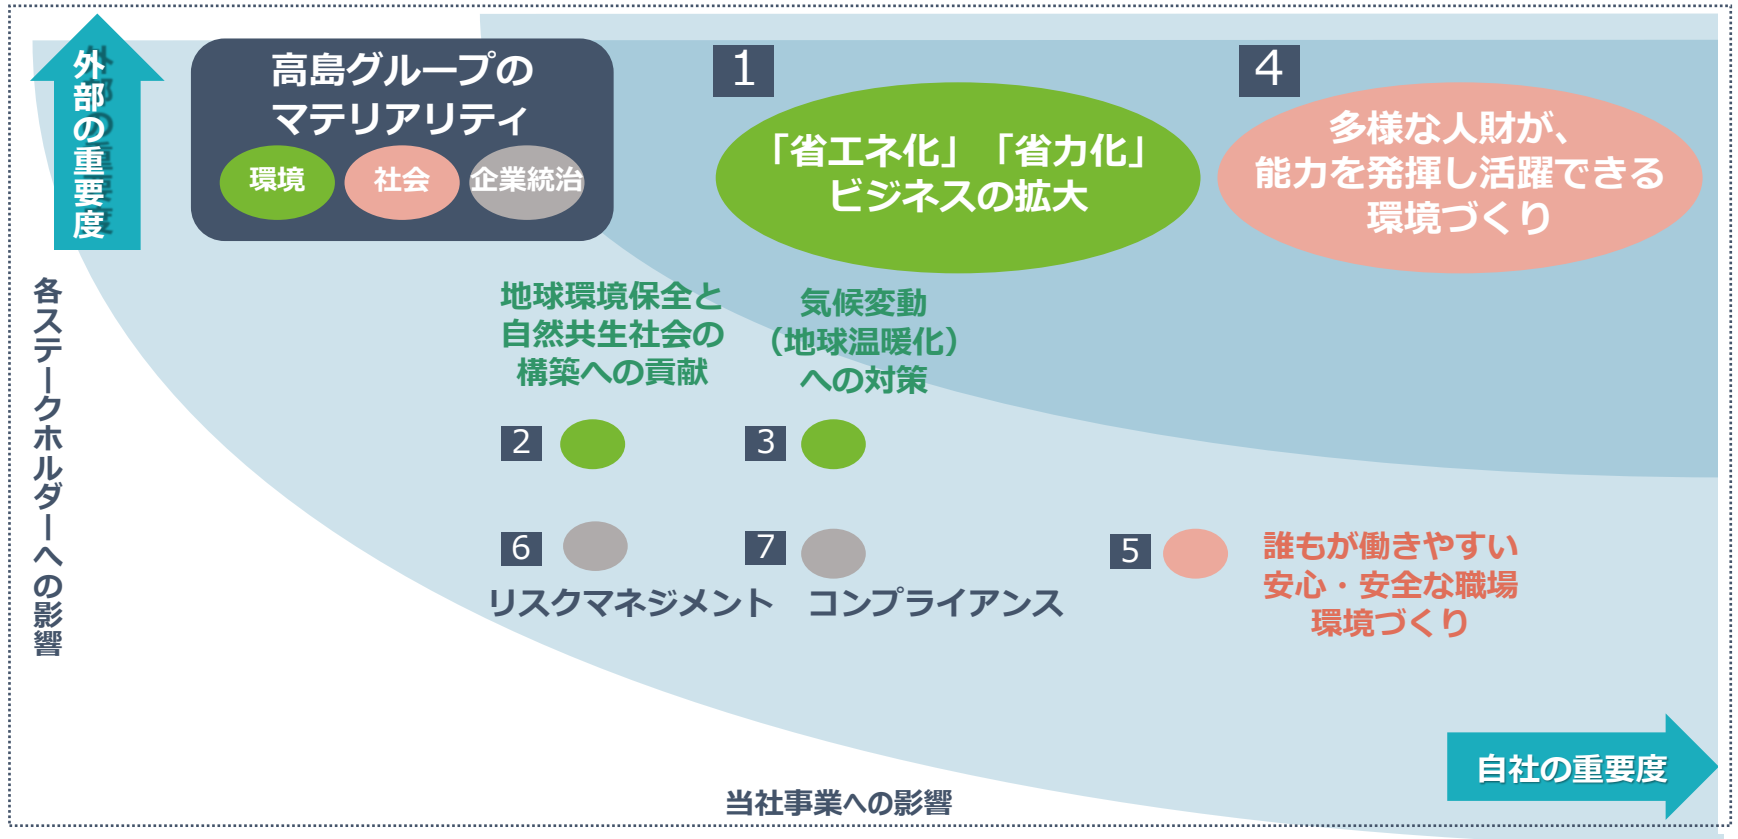 外部の重要度
各ステークホルダーへの影響
高島グループの
マテリアリティ
環境
社会
企業統治
1
「省エネ化」「省力化」
ビジネスの拡大
4
多様な人財が、
能力を発揮し活躍できる
環境づくり
地球環境保全と
自然共生社会の
構築への貢献
2
気候変動
（地球温暖化）
への対策
3
6
リスクマネジメント
7
コンプライアンス
5
誰もが働きやすい
安心・安全な職場
環境づくり
自社の重要度
当社事業への影響